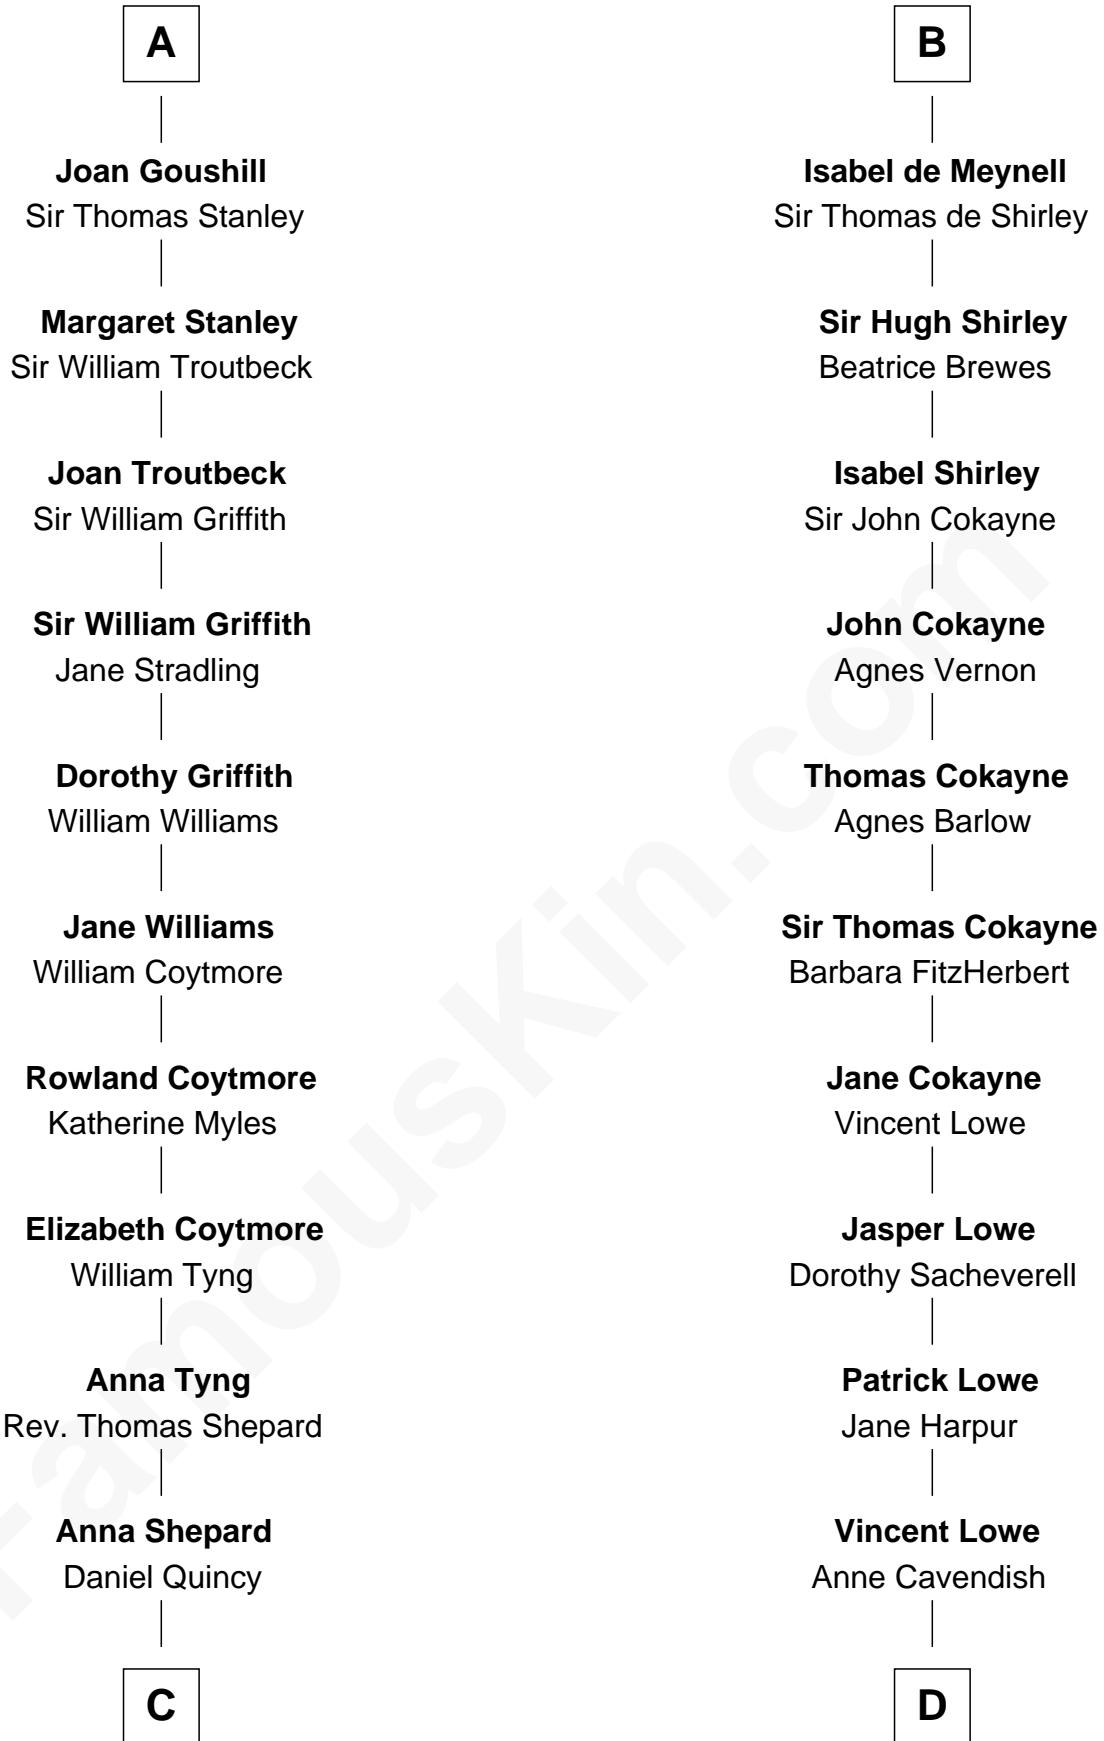 A
Joan Goushill
Sir Thomas Stanley
Margaret Stanley
Sir William Troutbeck
Joan Troutbeck
Sir William Griffith
Sir William Griffith
Jane Stradling
Dorothy Griffith
William Williams
Jane Williams
William Coytmore
Rowland Coytmore
Katherine Myles
Elizabeth Coytmore
William Tyng
Anna Tyng
Rev. Thomas Shepard
Anna Shepard
Daniel Quincy
C
B
Isabel de Meynell
Sir Thomas de Shirley
Sir Hugh Shirley
Beatrice Brewes
Isabel Shirley
Sir John Cokayne
John Cokayne
Agnes Vernon
Thomas Cokayne
Agnes Barlow
Sir Thomas Cokayne
Barbara FitzHerbert
Jane Cokayne
Vincent Lowe
Jasper Lowe
Dorothy Sacheverell
Patrick Lowe
Jane Harpur
Vincent Lowe
Anne Cavendish
D
FamousKin.com